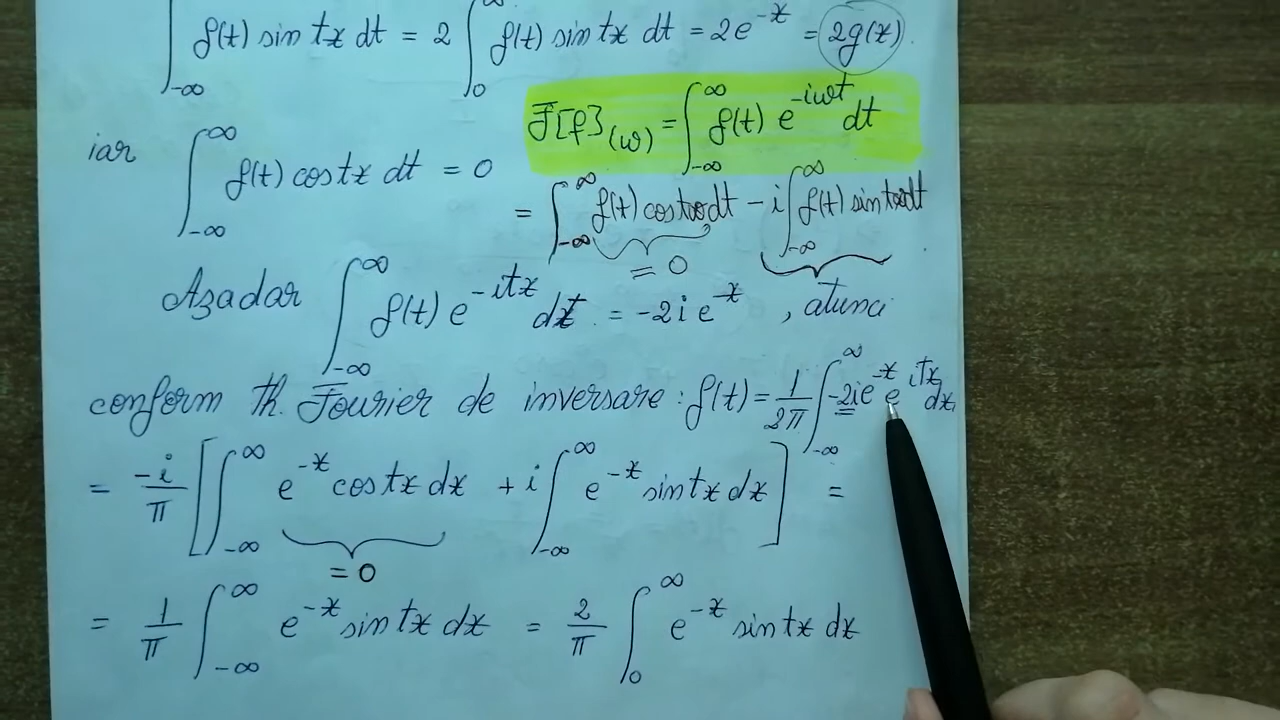 ∫_{-∞} f(t) sin tx dt = 2 ∫_0^∞ f(t) sin tx dt = 2e^{-x} = 2g(x).
F[f](ω) = ∫_{-∞}^{∞} f(t) e^{-iωt} dt
iar ∫_{-∞}^{∞} f(t) cos tx dt = 0
= ∫_{-∞}^{∞} f(t) cos tω dt - i ∫_{-∞}^{∞} f(t) sin tω dt
= 0
Așadar ∫_{-∞}^{∞} f(t) e^{-itx} dt = -2i e^{-x}, atunci
conform th. Fourier de inversare : f(t) = 1/2π ∫_{-∞}^{∞} -2i e^{-x} e^{itx} dx.
= -i/π [ ∫_{-∞}^{∞} e^{-x} cos tx dx + i ∫_{-∞}^{∞} e^{-x} sin tx dx ] =
= 0
= 1/π ∫_{-∞}^{∞} e^{-x} sin tx dx = 2/π ∫_0^∞ e^{-x} sin tx dx